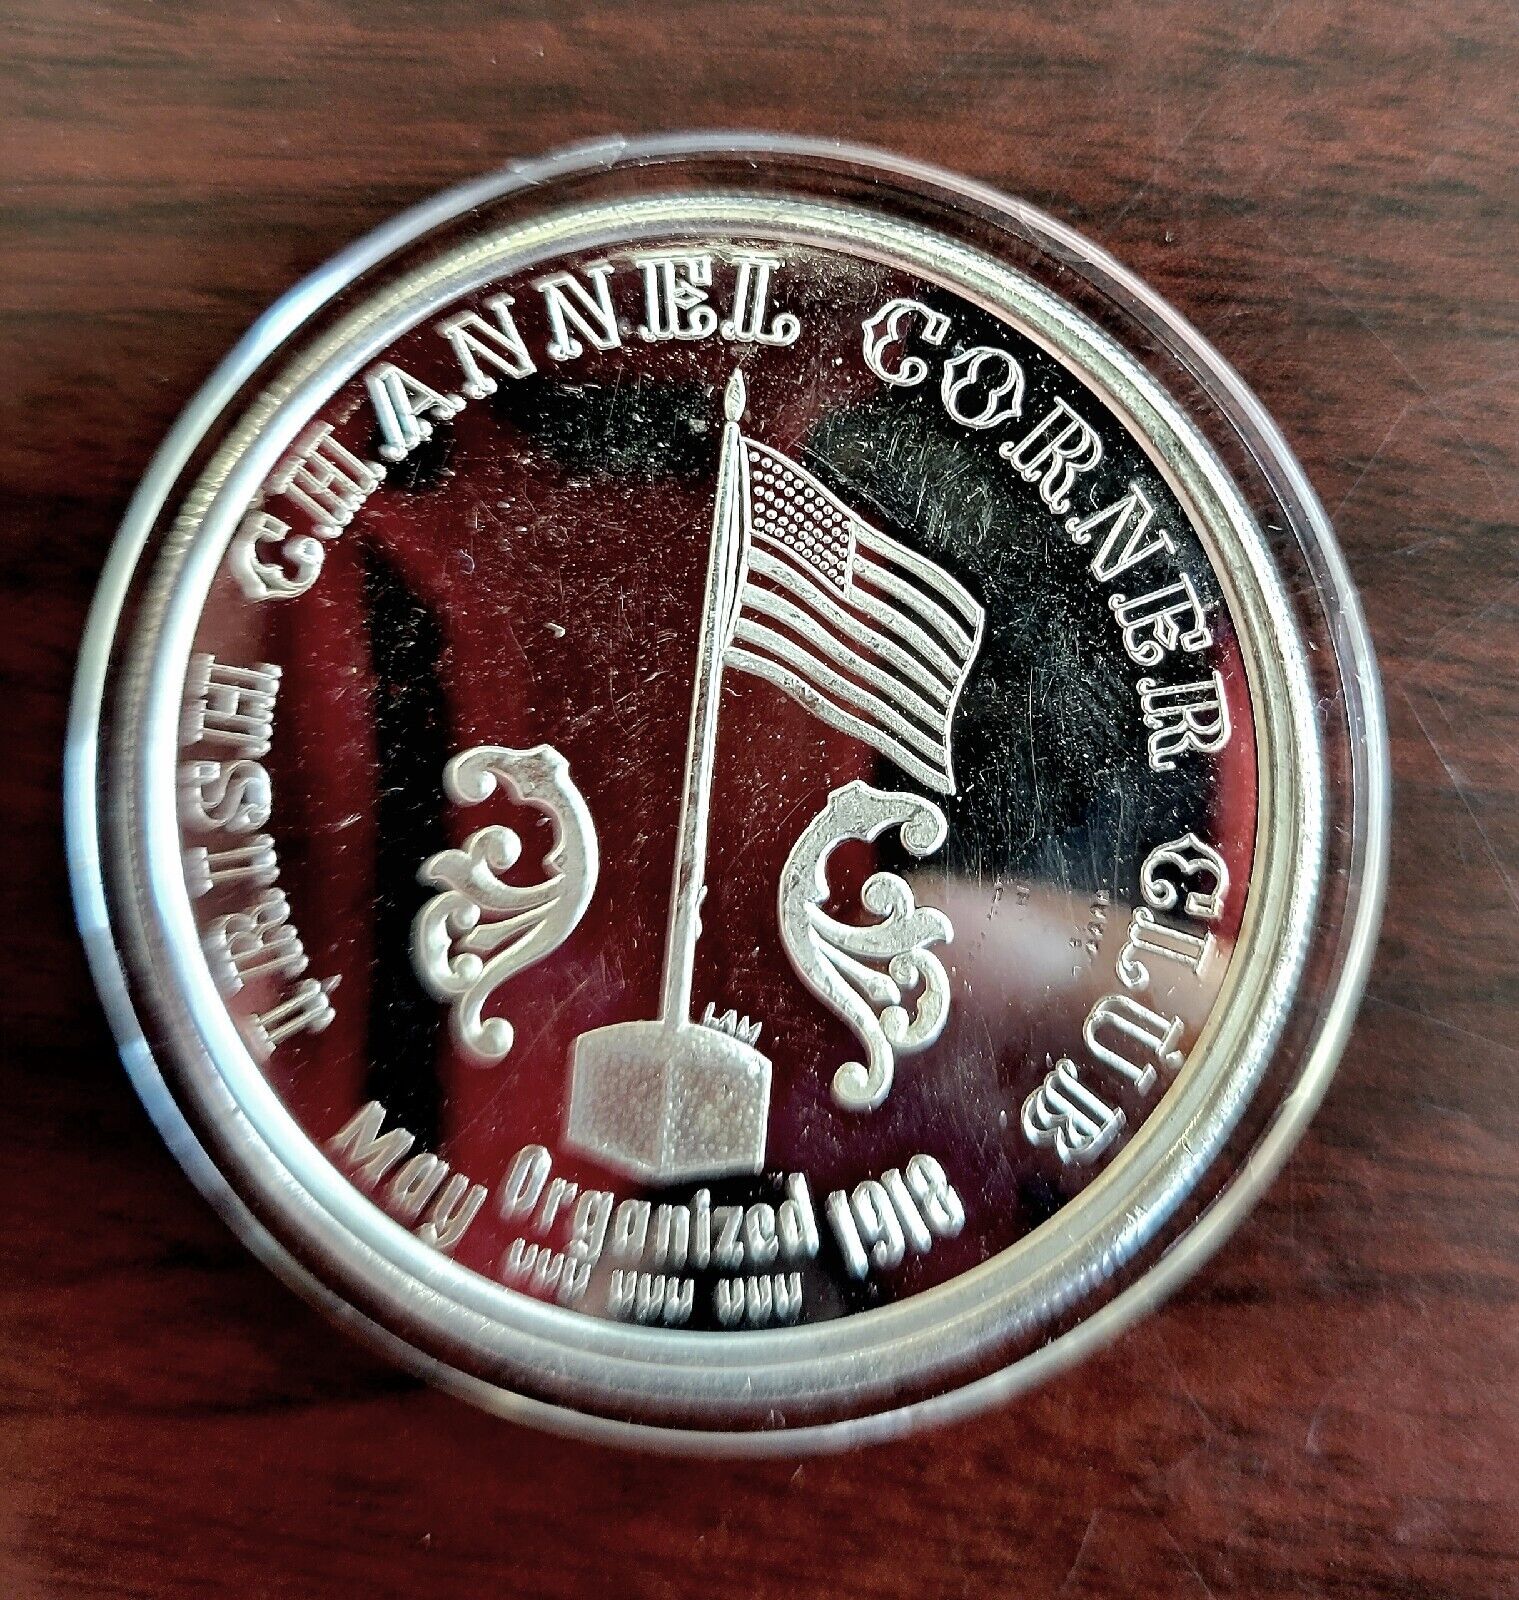 IRISH CHANNEL CORNER CLUB
May Organized 1918